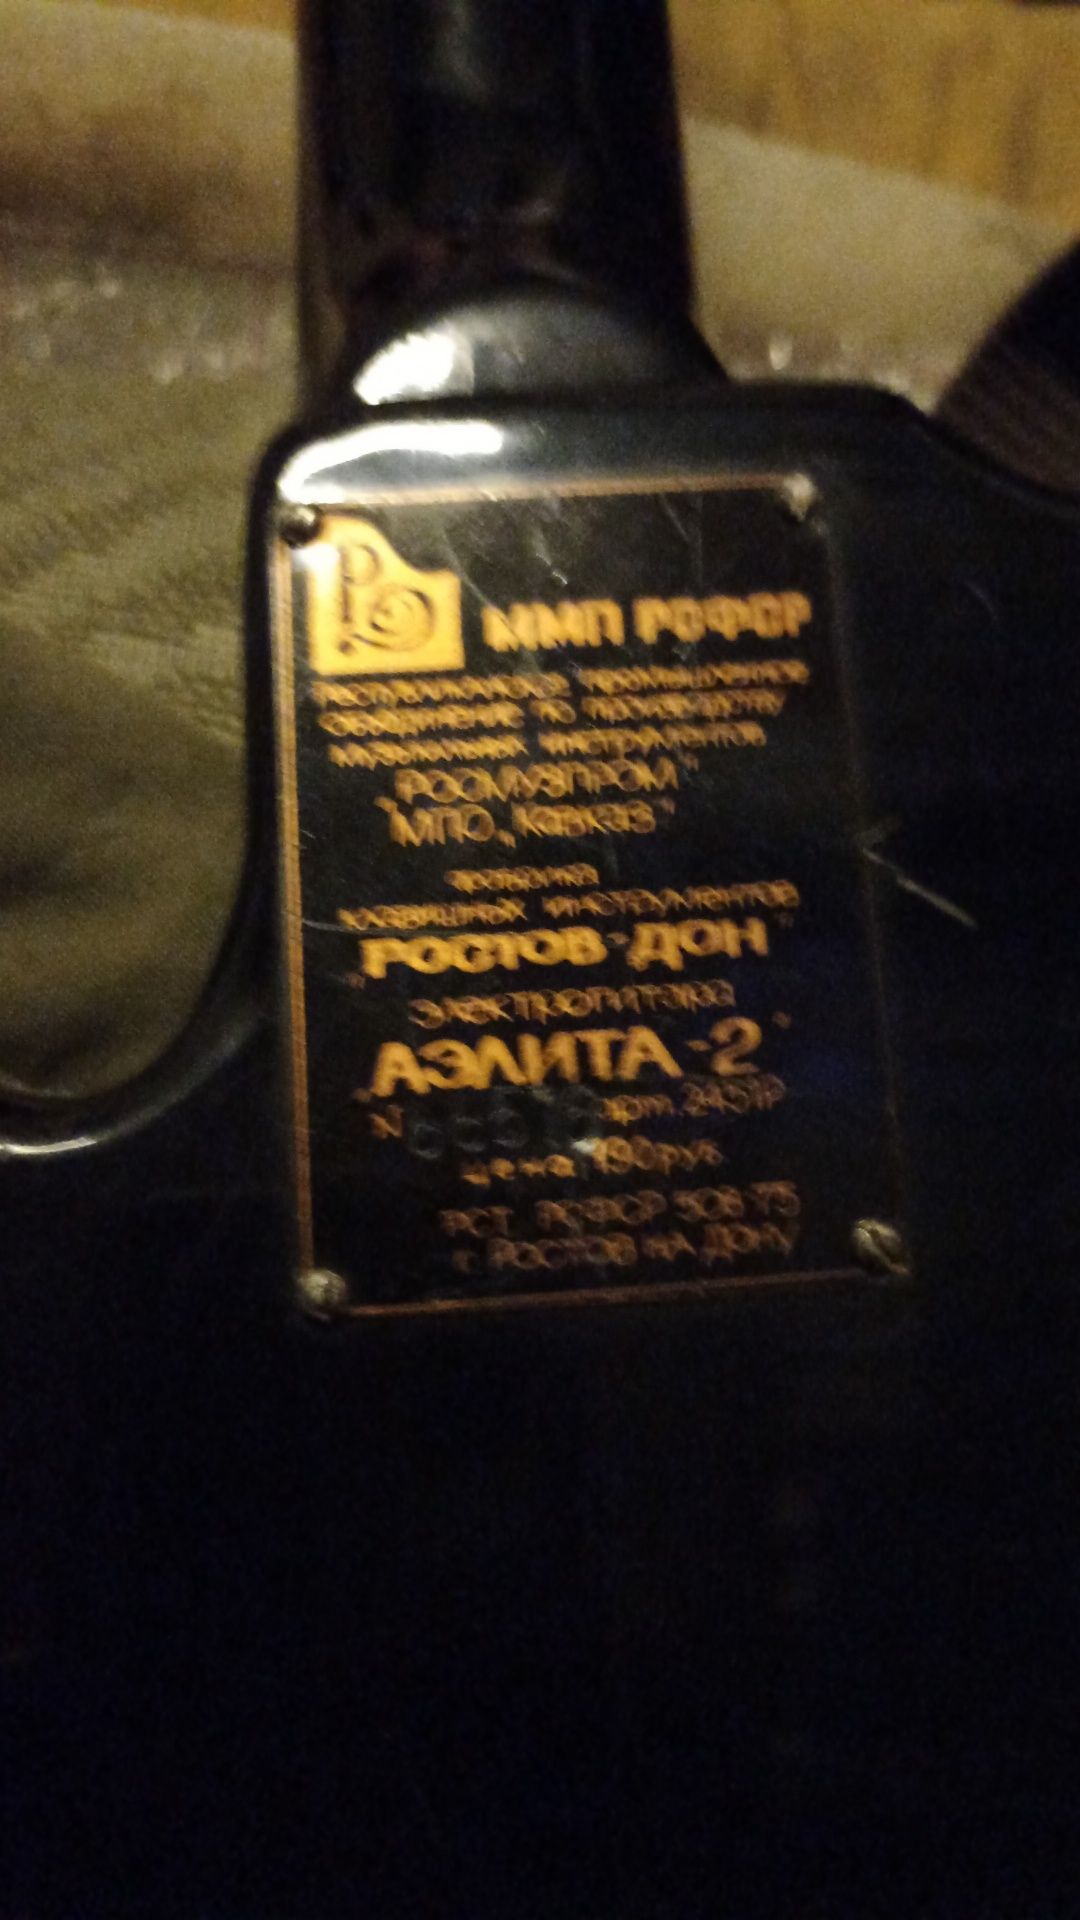 ММП РСФСР
Республиканское промышленное
объединение по производству
музыкальных инструментов
„РОСМУЗПРОМ"
МПО „Кавказ"
фабрика
клавишных инструментов
„РОСТОВ-ДОН"
электрогитара
„АЭЛИТА-2"
N арт. 2451Р
цена 190руб
РСТ РСФСР 308-75
г. РОСТОВ НА ДОНУ